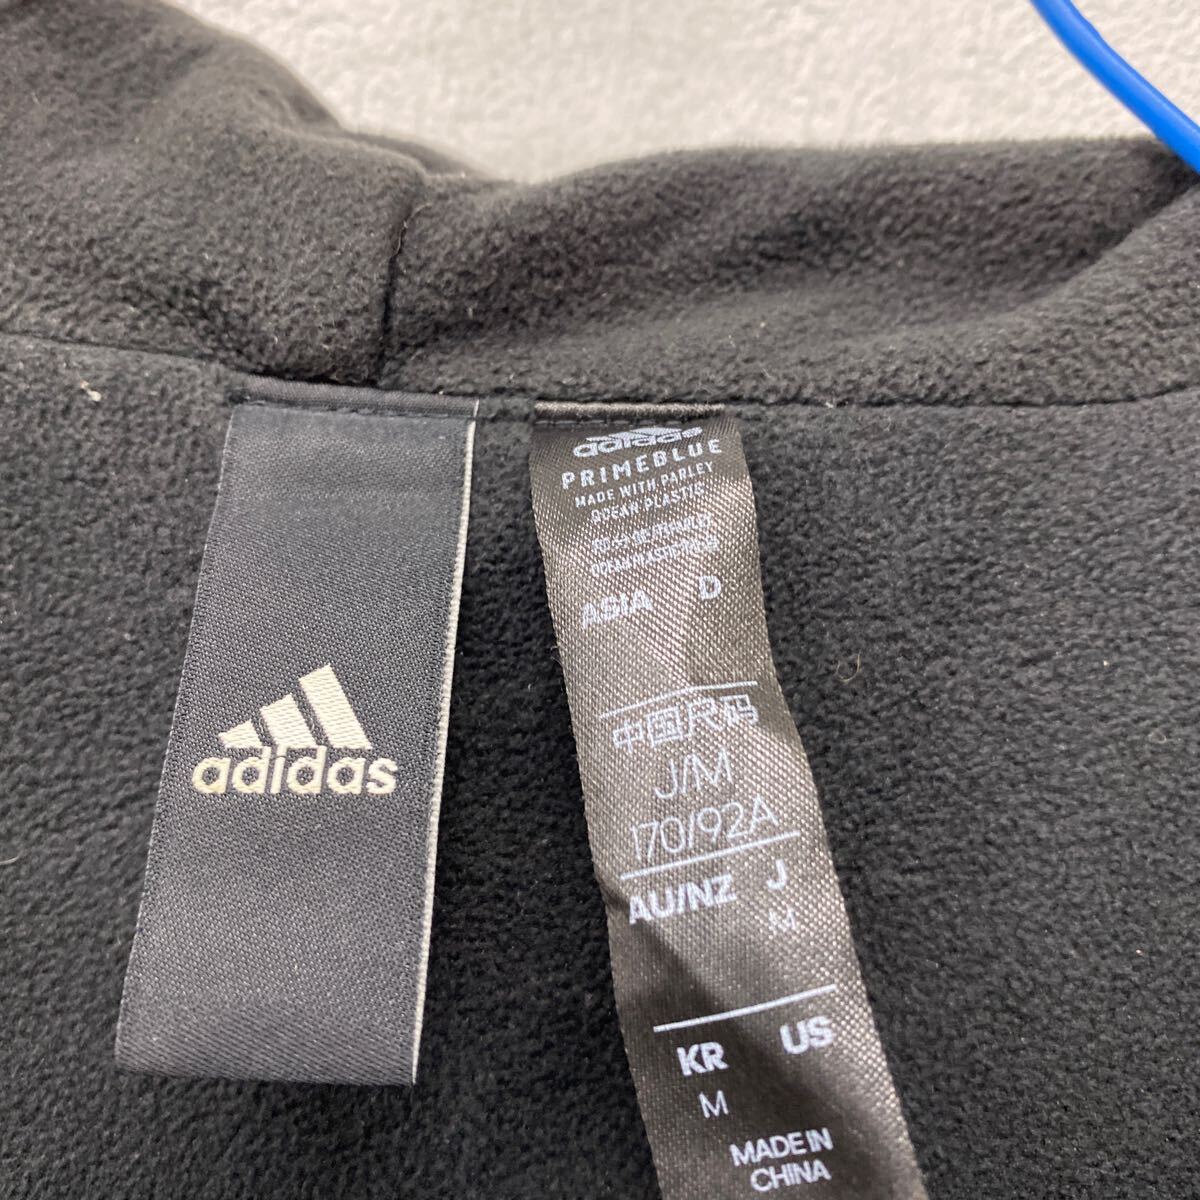 adidas
adidas
PRIMEBLUE
MADE WITH PARLEY
OCEAN PLASTIC
ASIA D
中国尺码
J/M
170/92A
AU/NZ J
M
KR US
M
MADE IN
CHINA